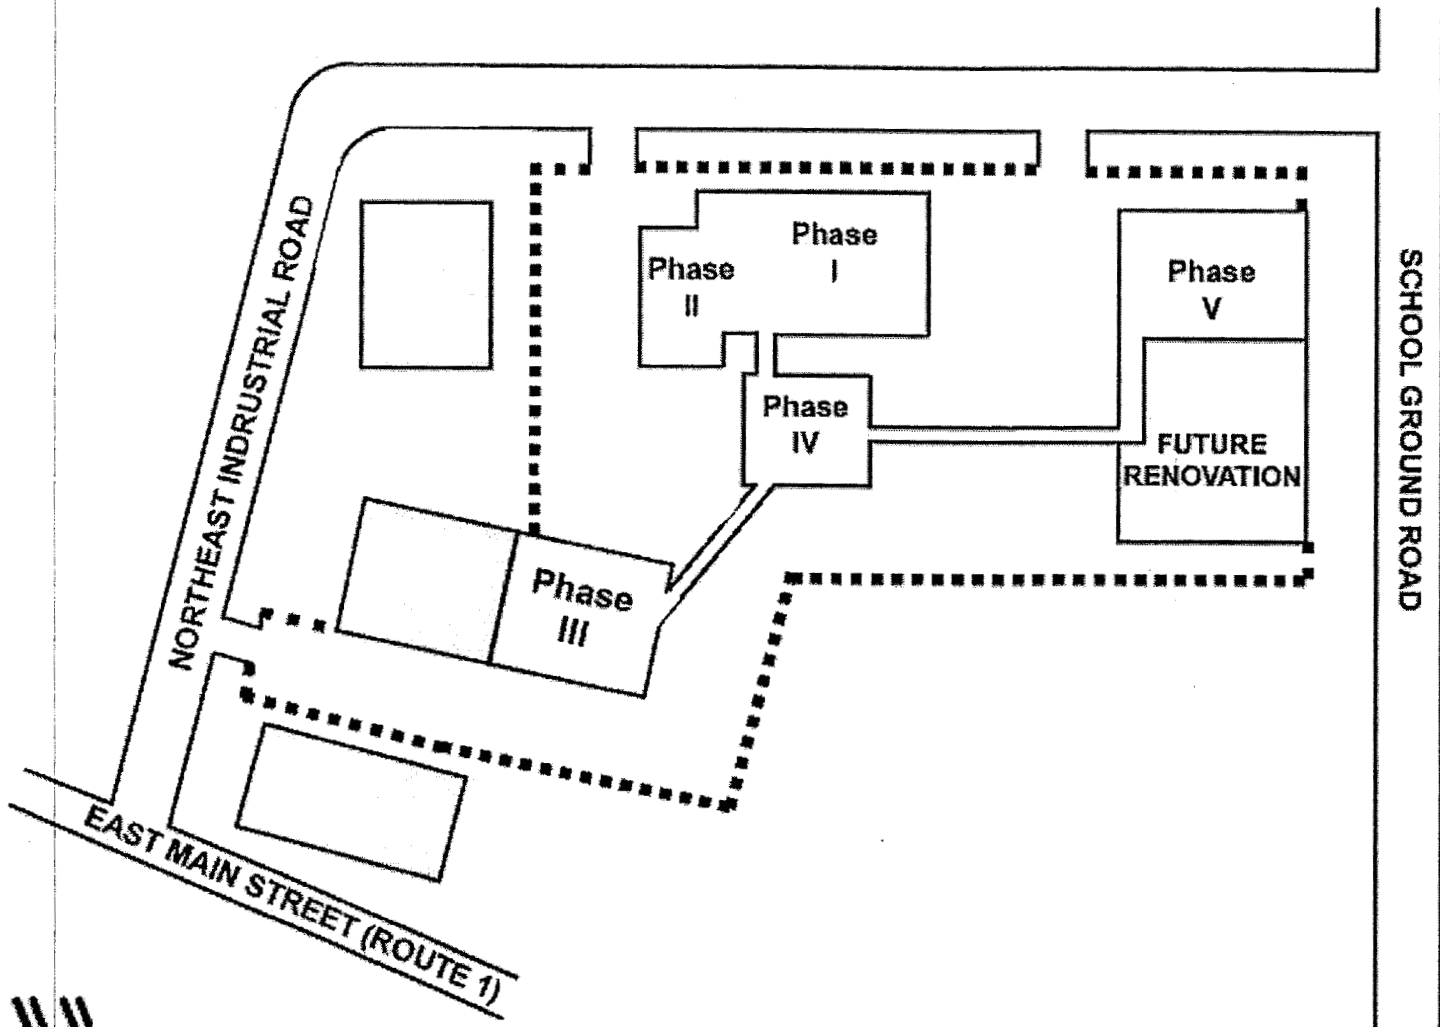 Phase
I
Phase
II
Phase
V
Phase
IV
FUTURE
RENOVATION
Phase
III
NORTHEAST INDRUSTRIAL ROAD
SCHOOL GROUND ROAD
EAST MAIN STREET (ROUTE 1)